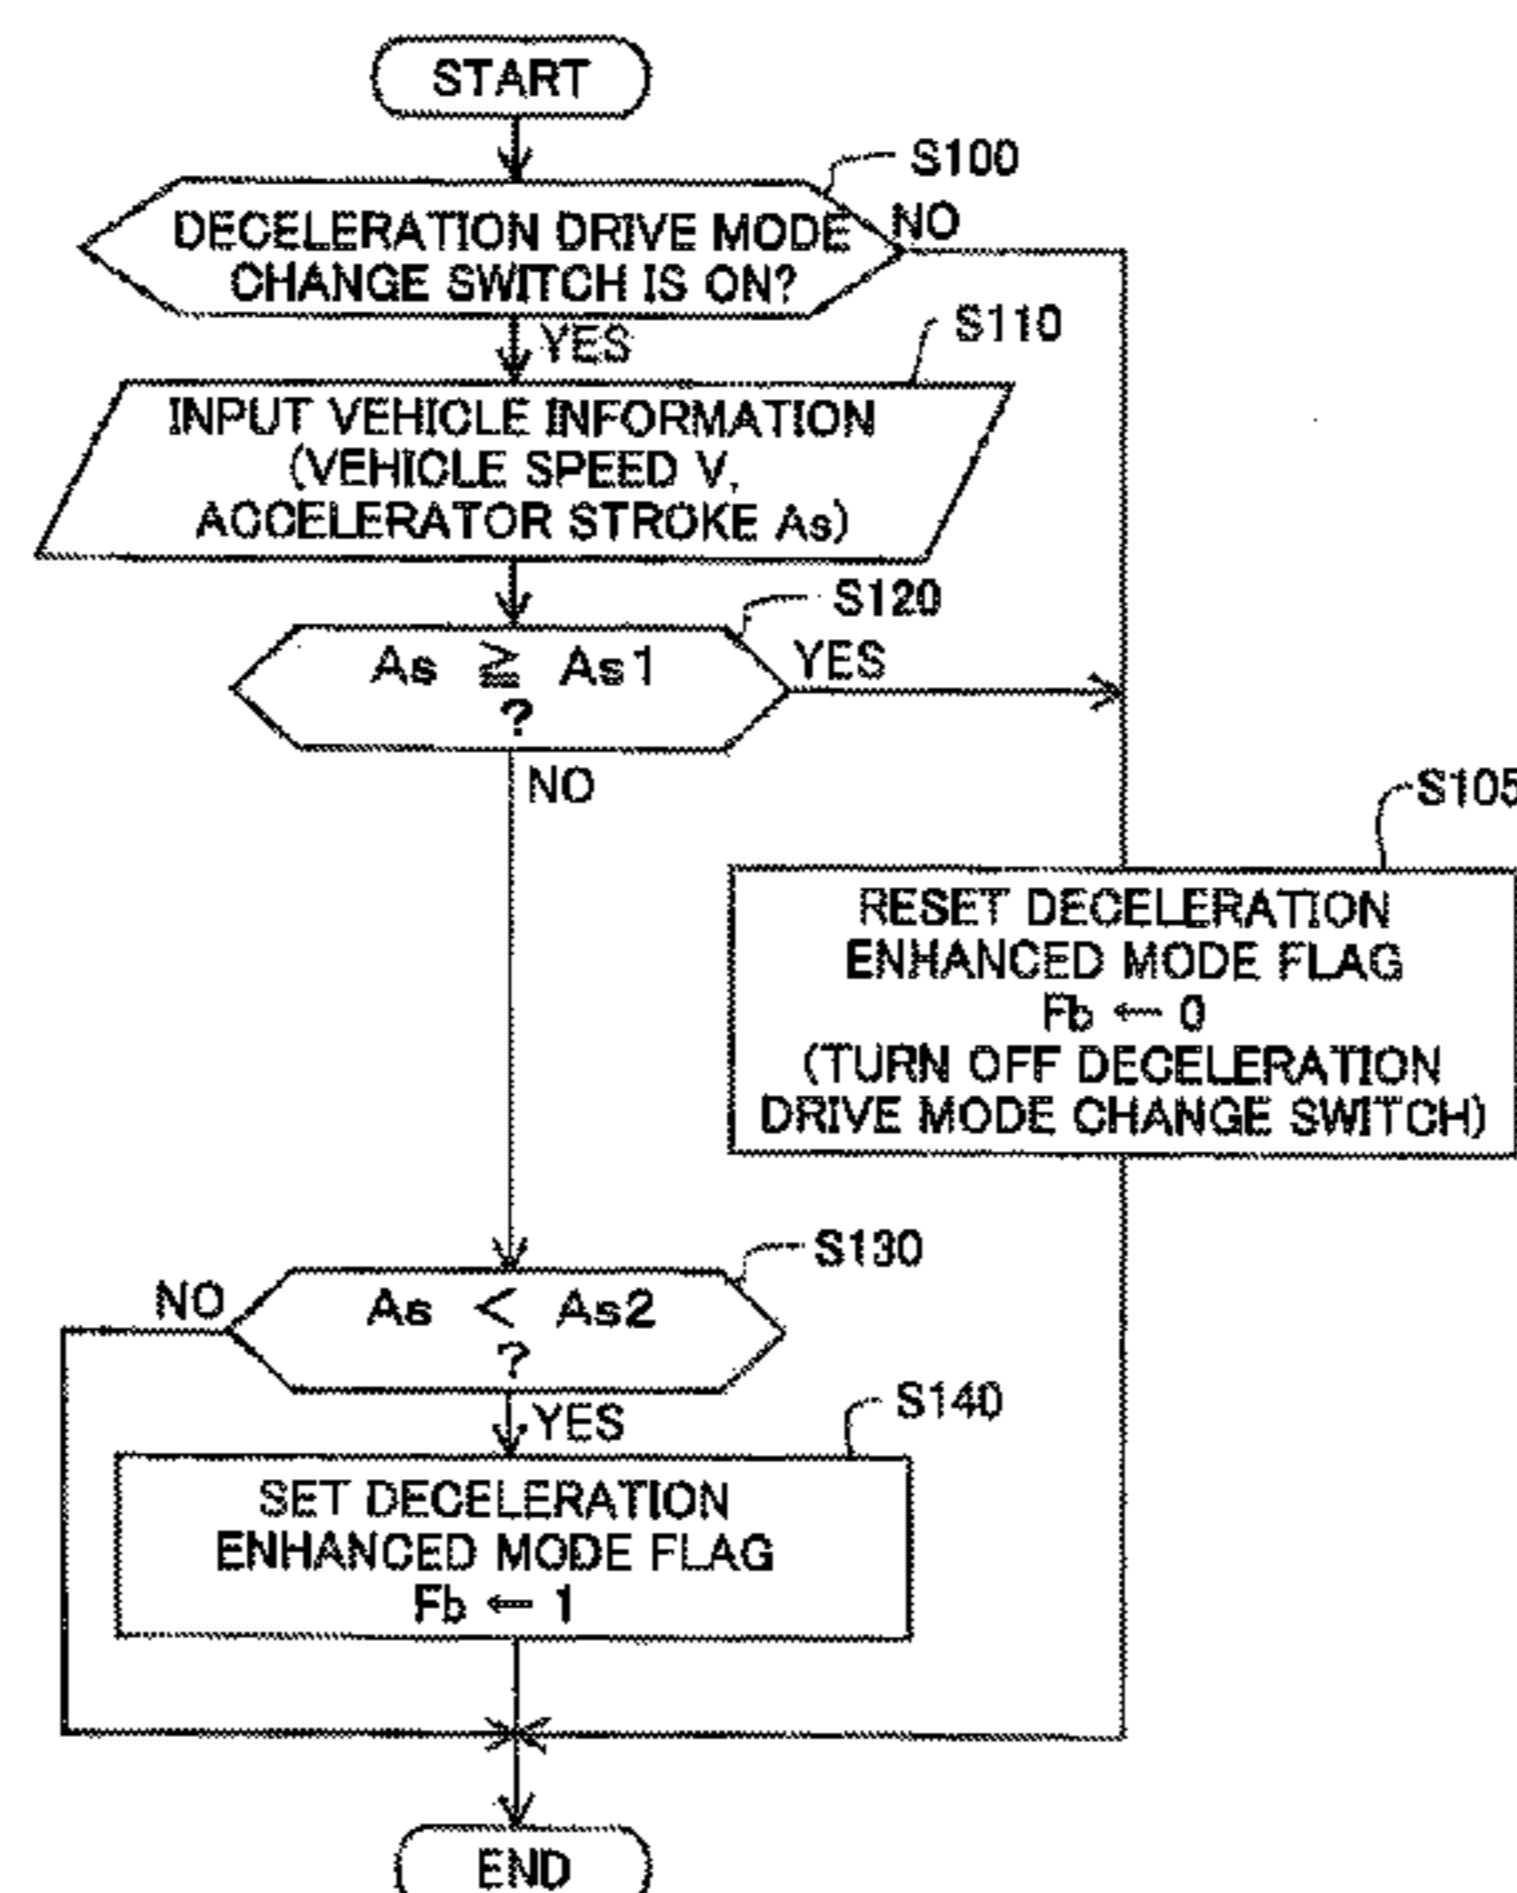 START
S100
DECELERATION DRIVE MODE
CHANGE SWITCH IS ON?
NO
YES
S110
INPUT VEHICLE INFORMATION
(VEHICLE SPEED V,
ACCELERATOR STROKE As)
S120
As ≧ As1
?
YES
NO
S105
RESET DECELERATION
ENHANCED MODE FLAG
Fb ← 0
(TURN OFF DECELERATION
DRIVE MODE CHANGE SWITCH)
S130
NO
As < As2
?
YES
S140
SET DECELERATION
ENHANCED MODE FLAG
Fb ← 1
END